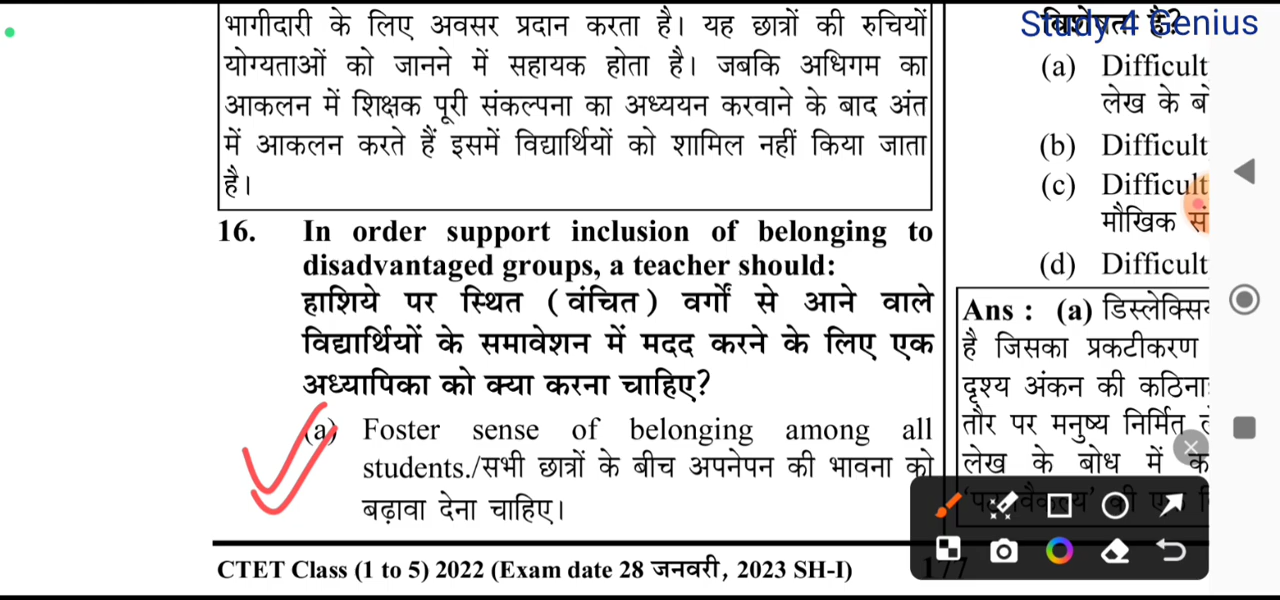 भागीदारी के लिए अवसर प्रदान करता है। यह छात्रों की रुचियों
योग्यताओं को जानने में सहायक होता है। जबकि अधिगम का
आकलन में शिक्षक पूरी संकल्पना का अध्ययन करवाने के बाद अंत
में आकलन करते हैं इसमें विद्यार्थियों को शामिल नहीं किया जाता
है।
16. In order support inclusion of belonging to
disadvantaged groups, a teacher should:
हाशिये पर स्थित (वंचित) वर्गों से आने वाले
विद्यार्थियों के समावेशन में मदद करने के लिए एक
अध्यापिका को क्या करना चाहिए?
(a) Foster sense of belonging among all
students./सभी छात्रों के बीच अपनेपन की भावना को
बढ़ावा देना चाहिए।
CTET Class (1 to 5) 2022 (Exam date 28 जनवरी, 2023 SH-I)
177
Study 4 Genius
विशेषता है?
(a) Difficult
लेख के बो
(b) Difficult
(c) Difficult
मौखिक सं
(d) Difficult
Ans : (a)
है जिसका प्रकटीकरण
दृश्य अंकन की
तौर पर मनुष्य निर्मित
लेख के बोध में